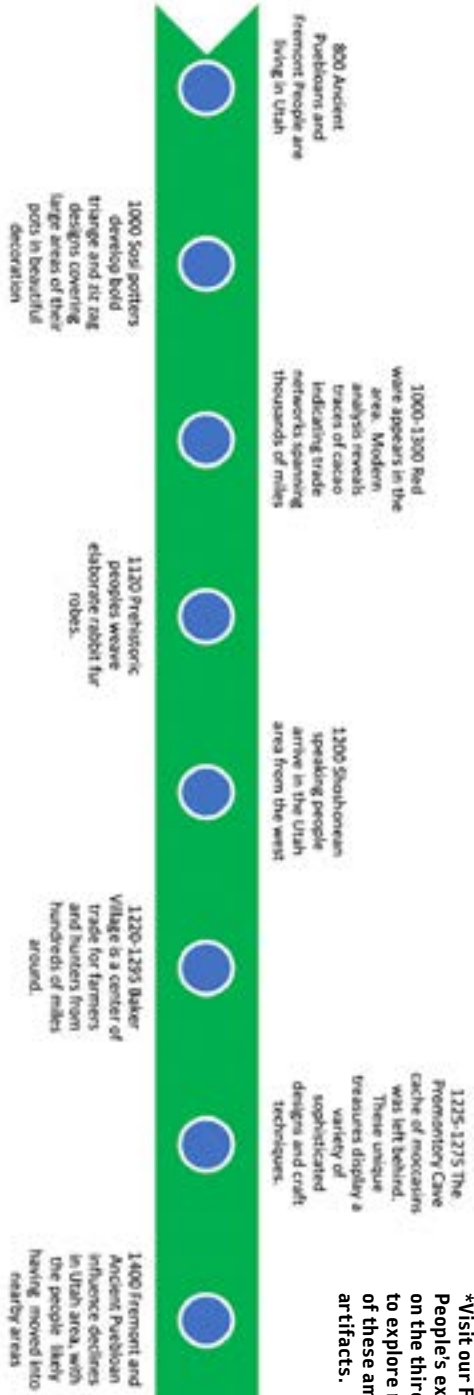 800 Ancient
Puebloans and
Fremont People are
living in Utah
1000 Sosi potters
develop bold
triange and ziz zag
designs covering
large areas of their
pots in beautiful
decoration
1000-1300 Red
ware appears in the
area. Modern
analysis reveals
traces of cacao
indicating trade
networks spanning
thousands of miles
1120 Prehistoric
peoples weave
elaborate rabbit fur
robes.
1200 Shoshonean
speaking people
arrive in the Utah
area from the west
1220-1295 Baker
Village is a center of
trade for farmers
and hunters from
hundreds of miles
around.
1225-1275 The
Promontory Cave
cache of moccasins
was left behind.
These unique
treasures display a
variety of
sophisticated
designs and craft
techniques.
1400 Fremont and
Ancient Puebloan
influence declines
in Utah area, with
the people likely
having moved into
nearby areas
*Visit our
People's
on the third
to explore
of these
artifacts.